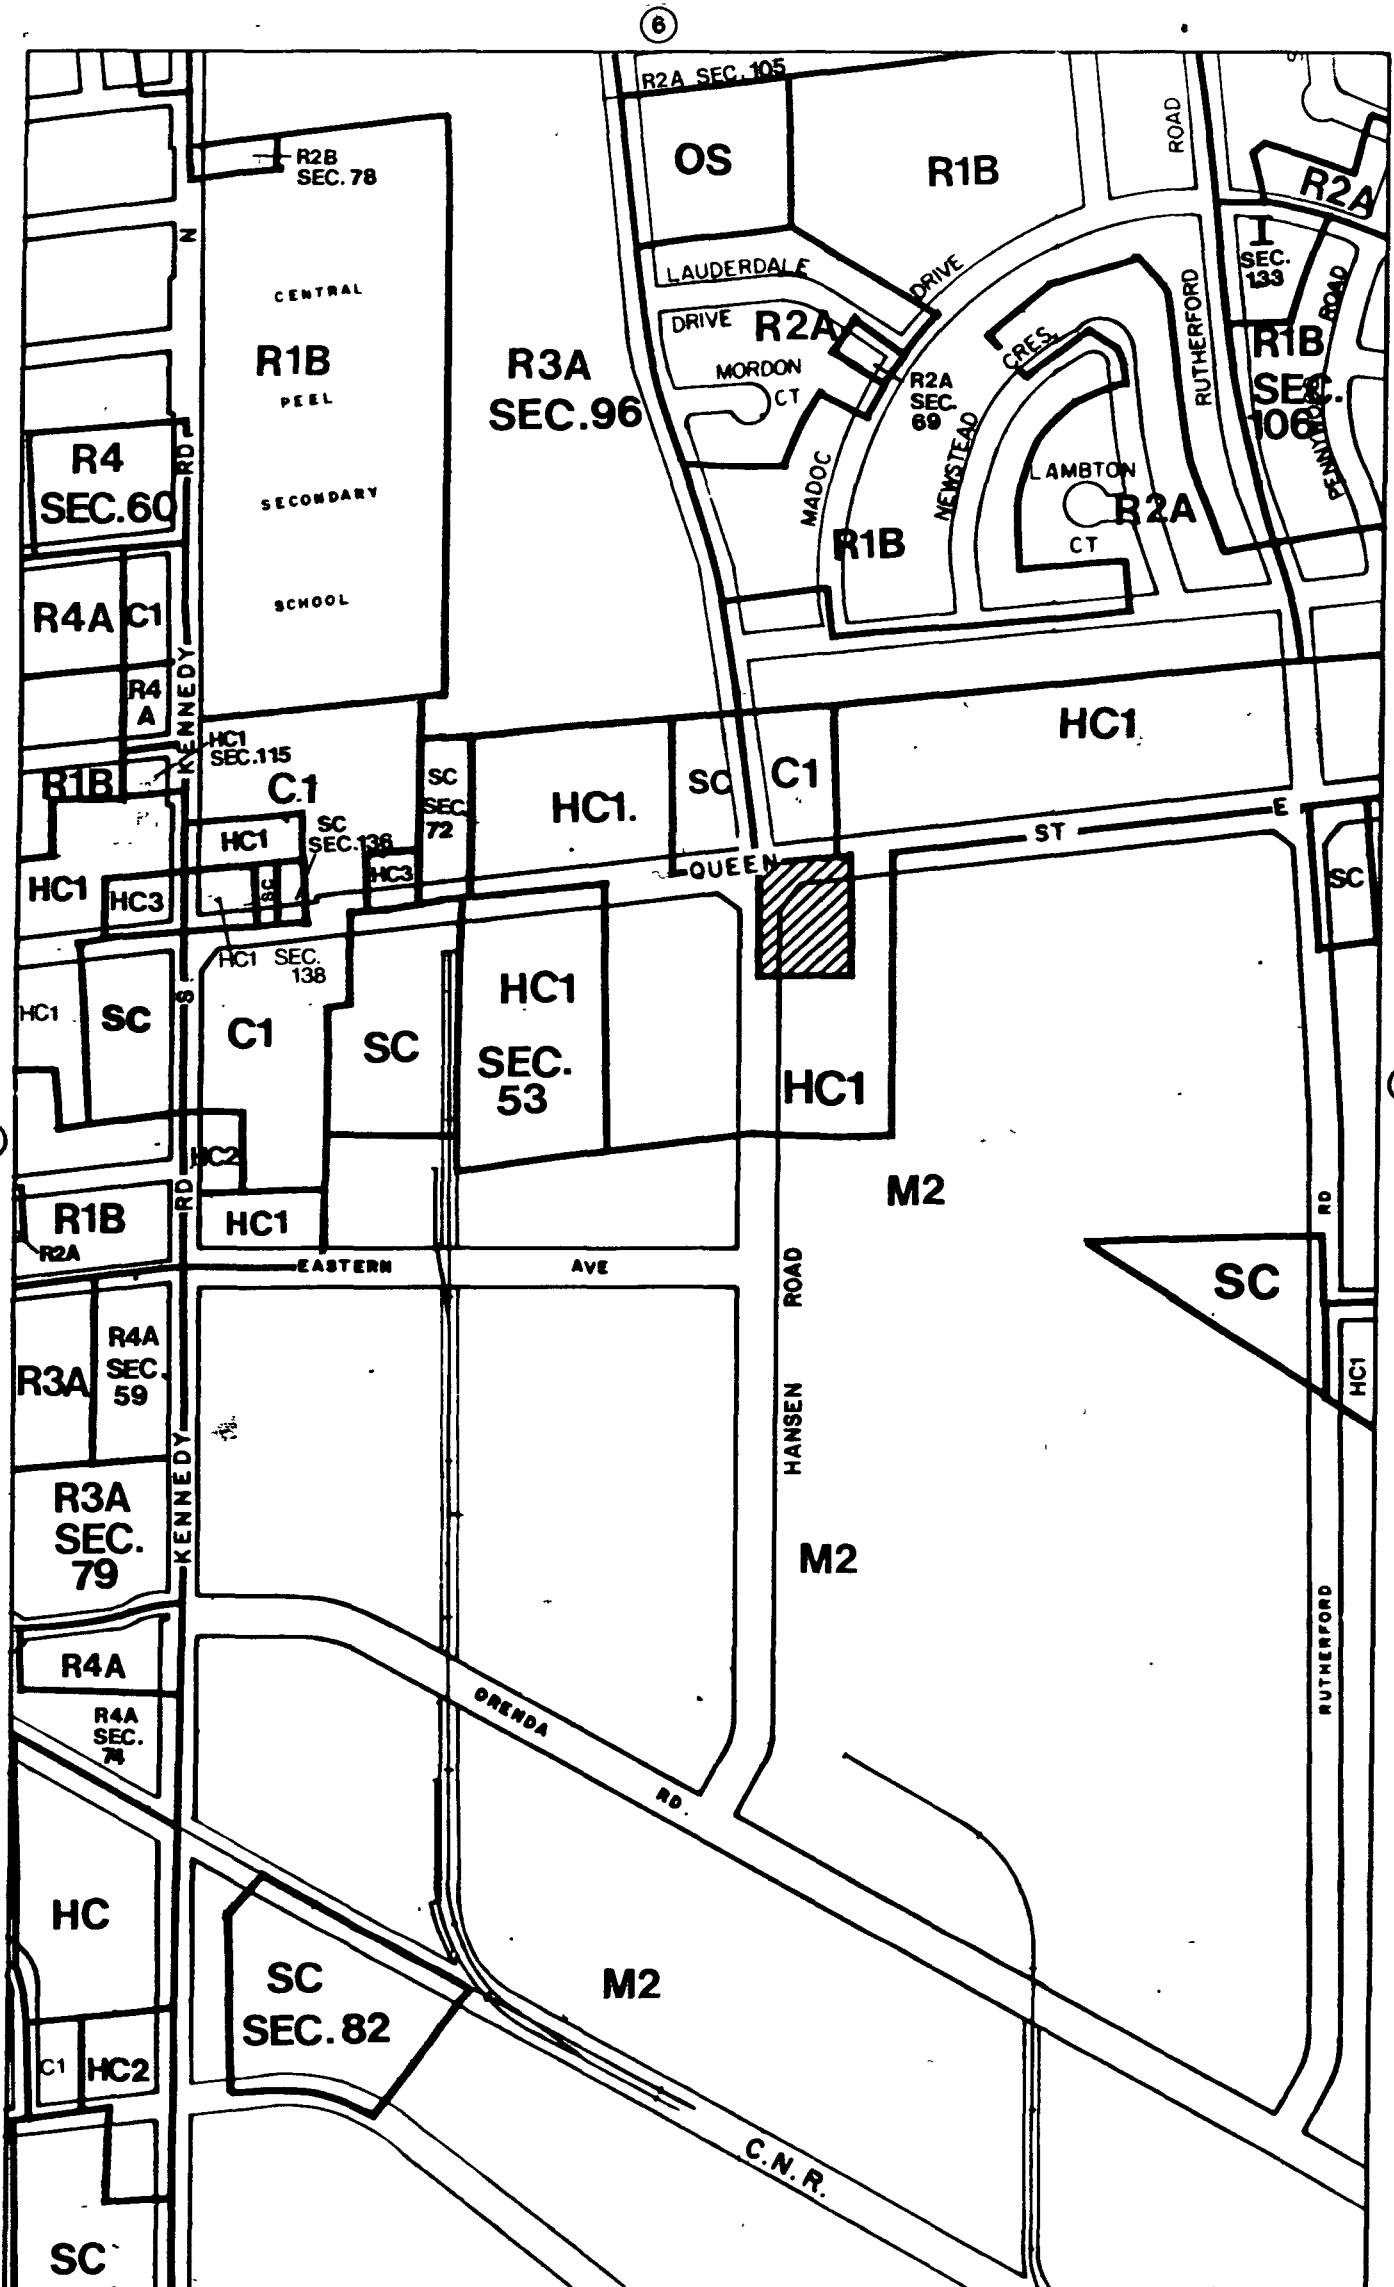 6
R2A SEC. 105
OS
R1B
ROAD
R2A
R2B
SEC. 78
N
CENTRAL
R1B
PEEL
SECONDARY
SCHOOL
R3A
SEC. 96
LAUDERDALE
DRIVE
DRIVE
R2A
MORDON
CT
R2A
SEC.
69
CRES.
NEWSTEAD
MADOC
R1B
LAMBTON
R2A
CT
RUTHERFORD
I
SEC.
133
ROAD
R1B
SEC.
106
PENNYWOOD
R4
SEC. 60
RD
R4A
C1
R4
A
KENNEDY
HC1
SEC. 115
R1B
C1
SC
SEC.
72
HC1.
SC
C1
HC1
HC1
SC
SEC. 136
HC3
SC
HC1
HC3
QUEEN
ST
E
SC
HC1
SEC.
138
S.
HC1
SC
C1
SC
HC1
SEC.
53
HC1
HC2
M2
R1B
RD
HC1
R2A
EASTERN
AVE
ROAD
RD
SC
R3A
R4A
SEC.
59
HANSEN
HC1
KENNEDY
R3A
SEC.
79
M2
RUTHERFORD
R4A
R4A
SEC.
74
ORENDA
RD.
HC
SC
SEC. 82
M2
C1
HC2
C.N.R.
SC